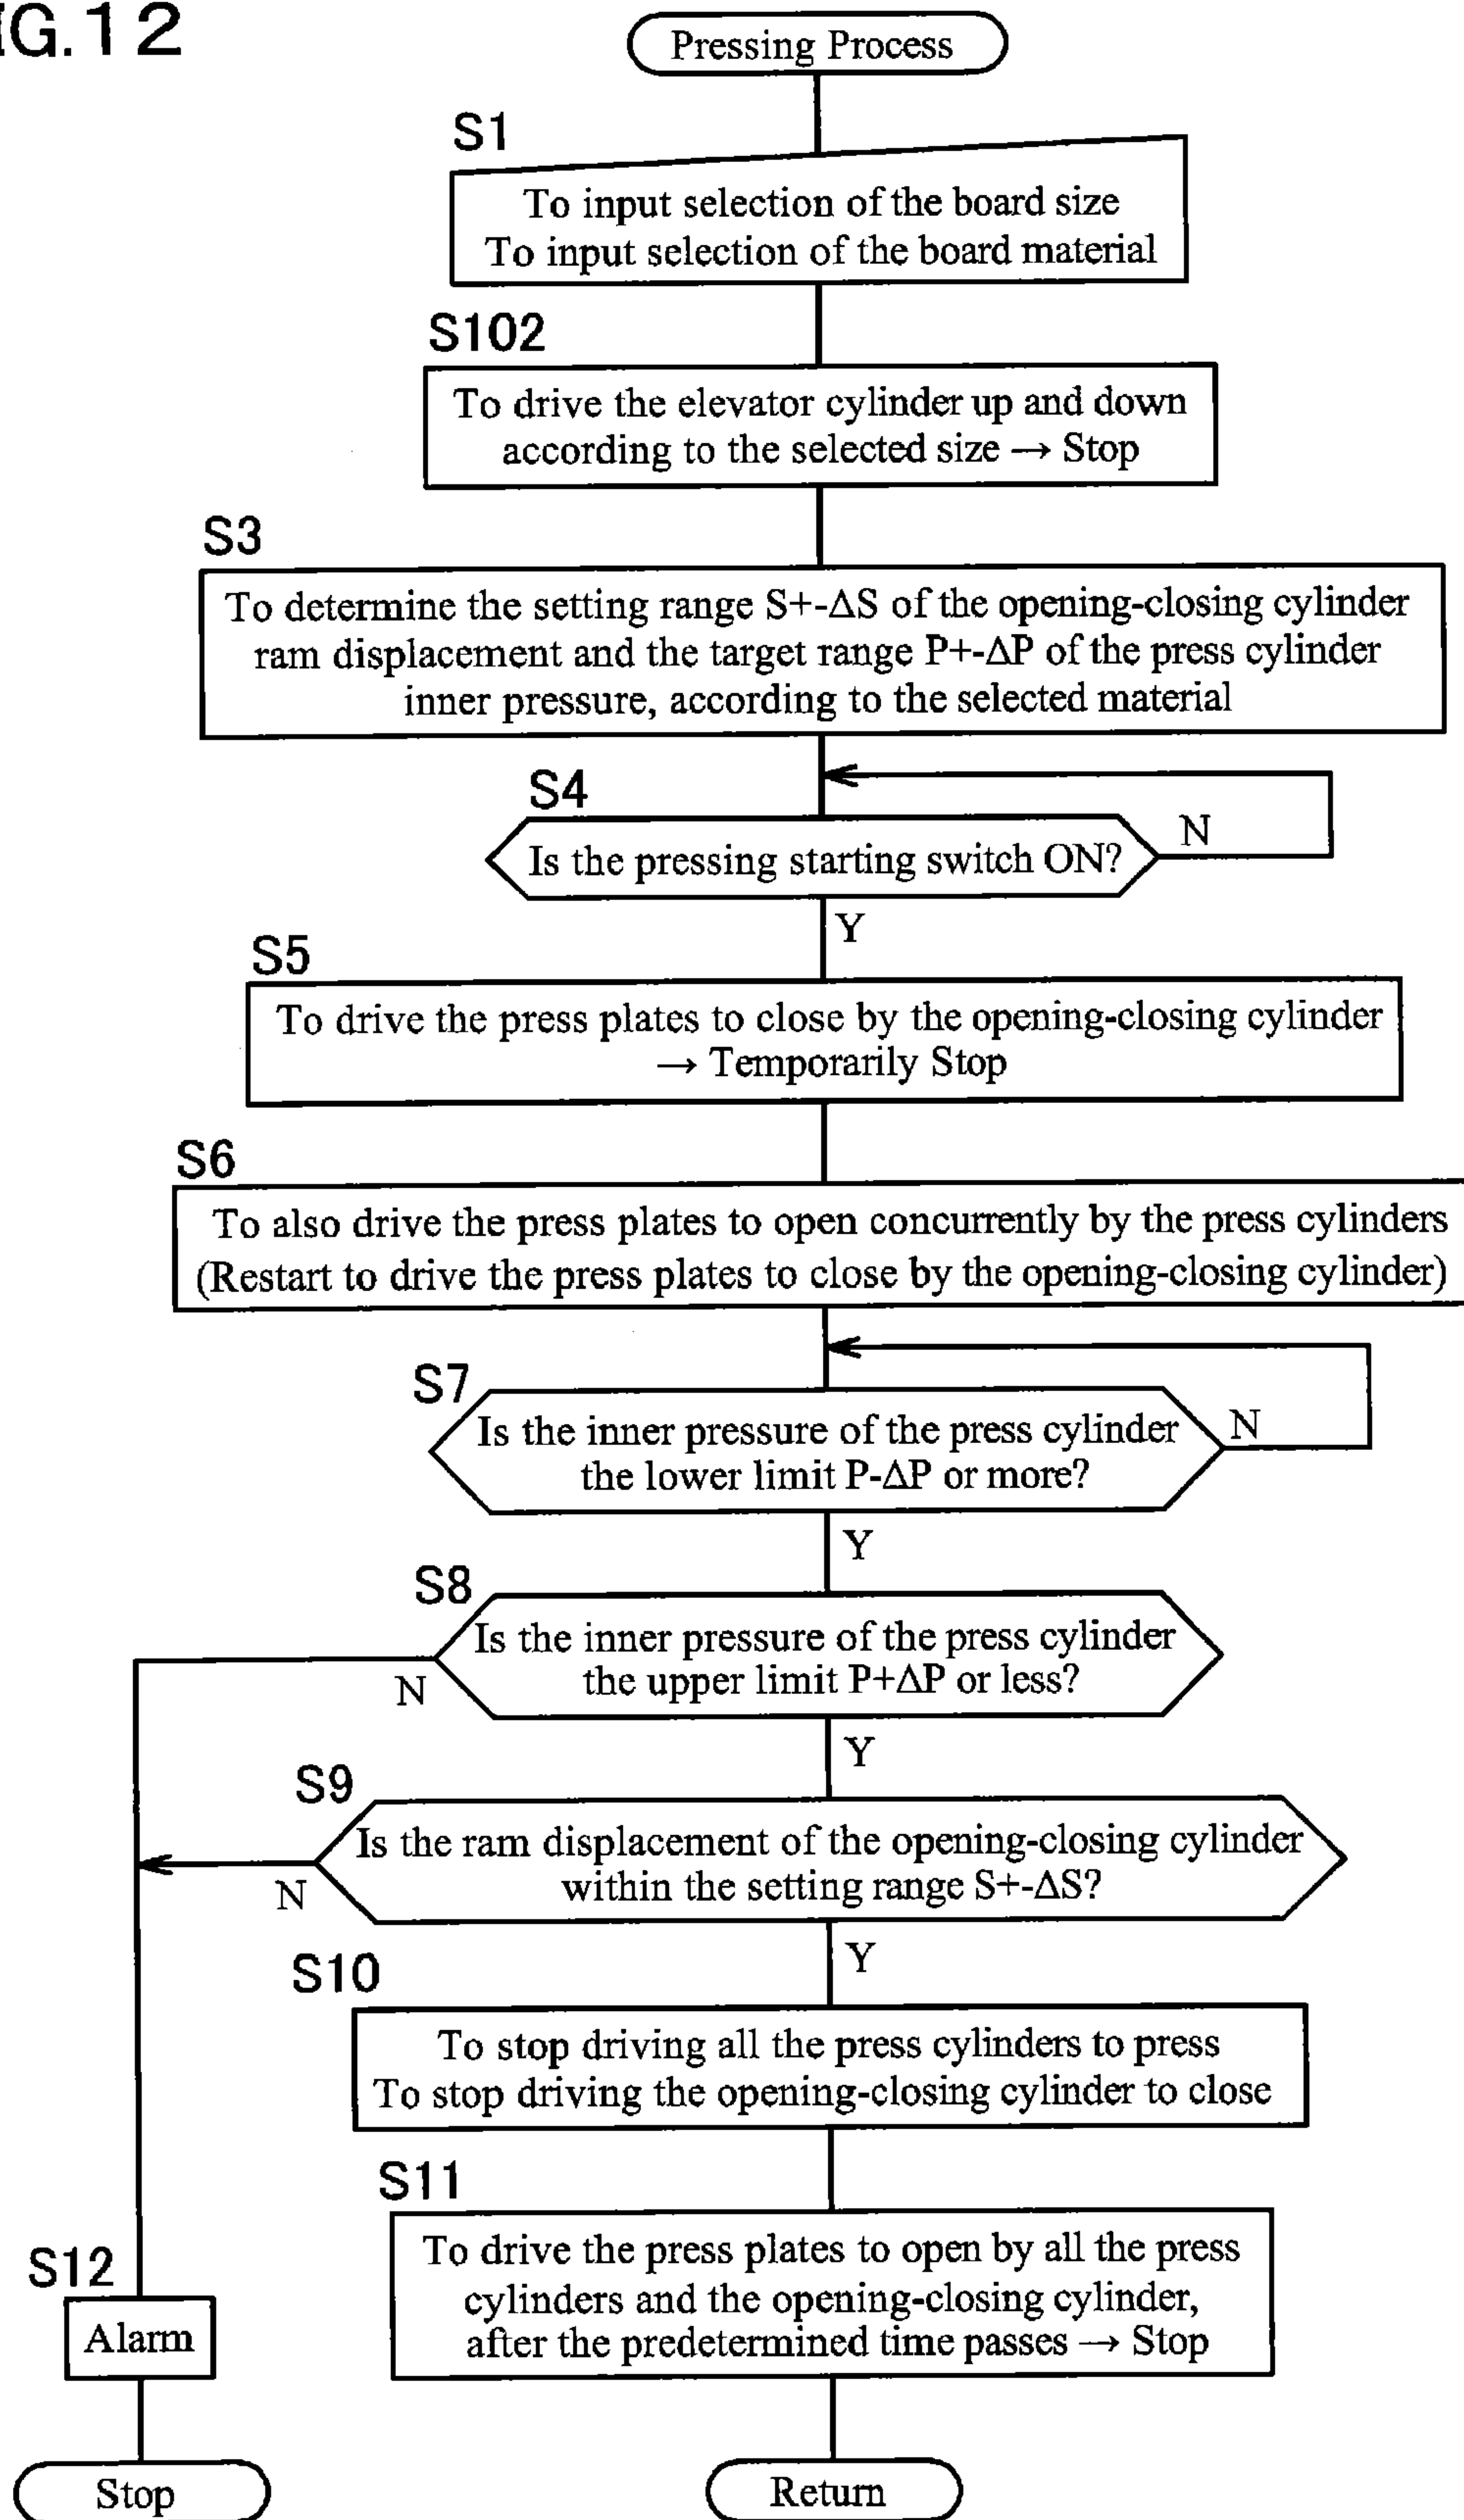 IG.12
Pressing Process
S1
To input selection of the board size
To input selection of the board material
S102
To drive the elevator cylinder up and down
according to the selected size → Stop
S3
To determine the setting range S+-ΔS of the opening-closing cylinder
ram displacement and the target range P+-ΔP of the press cylinder
inner pressure, according to the selected material
S4
Is the pressing starting switch ON?
N
Y
S5
To drive the press plates to close by the opening-closing cylinder
→ Temporarily Stop
S6
To also drive the press plates to open concurrently by the press cylinders
(Restart to drive the press plates to close by the opening-closing cylinder)
S7
Is the inner pressure of the press cylinder
the lower limit P-ΔP or more?
N
Y
S8
Is the inner pressure of the press cylinder
the upper limit P+ΔP or less?
N
Y
S9
Is the ram displacement of the opening-closing cylinder
within the setting range S+-ΔS?
N
Y
S10
To stop driving all the press cylinders to press
To stop driving the opening-closing cylinder to close
S11
To drive the press plates to open by all the press
cylinders and the opening-closing cylinder,
after the predetermined time passes → Stop
S12
Alarm
Stop
Return